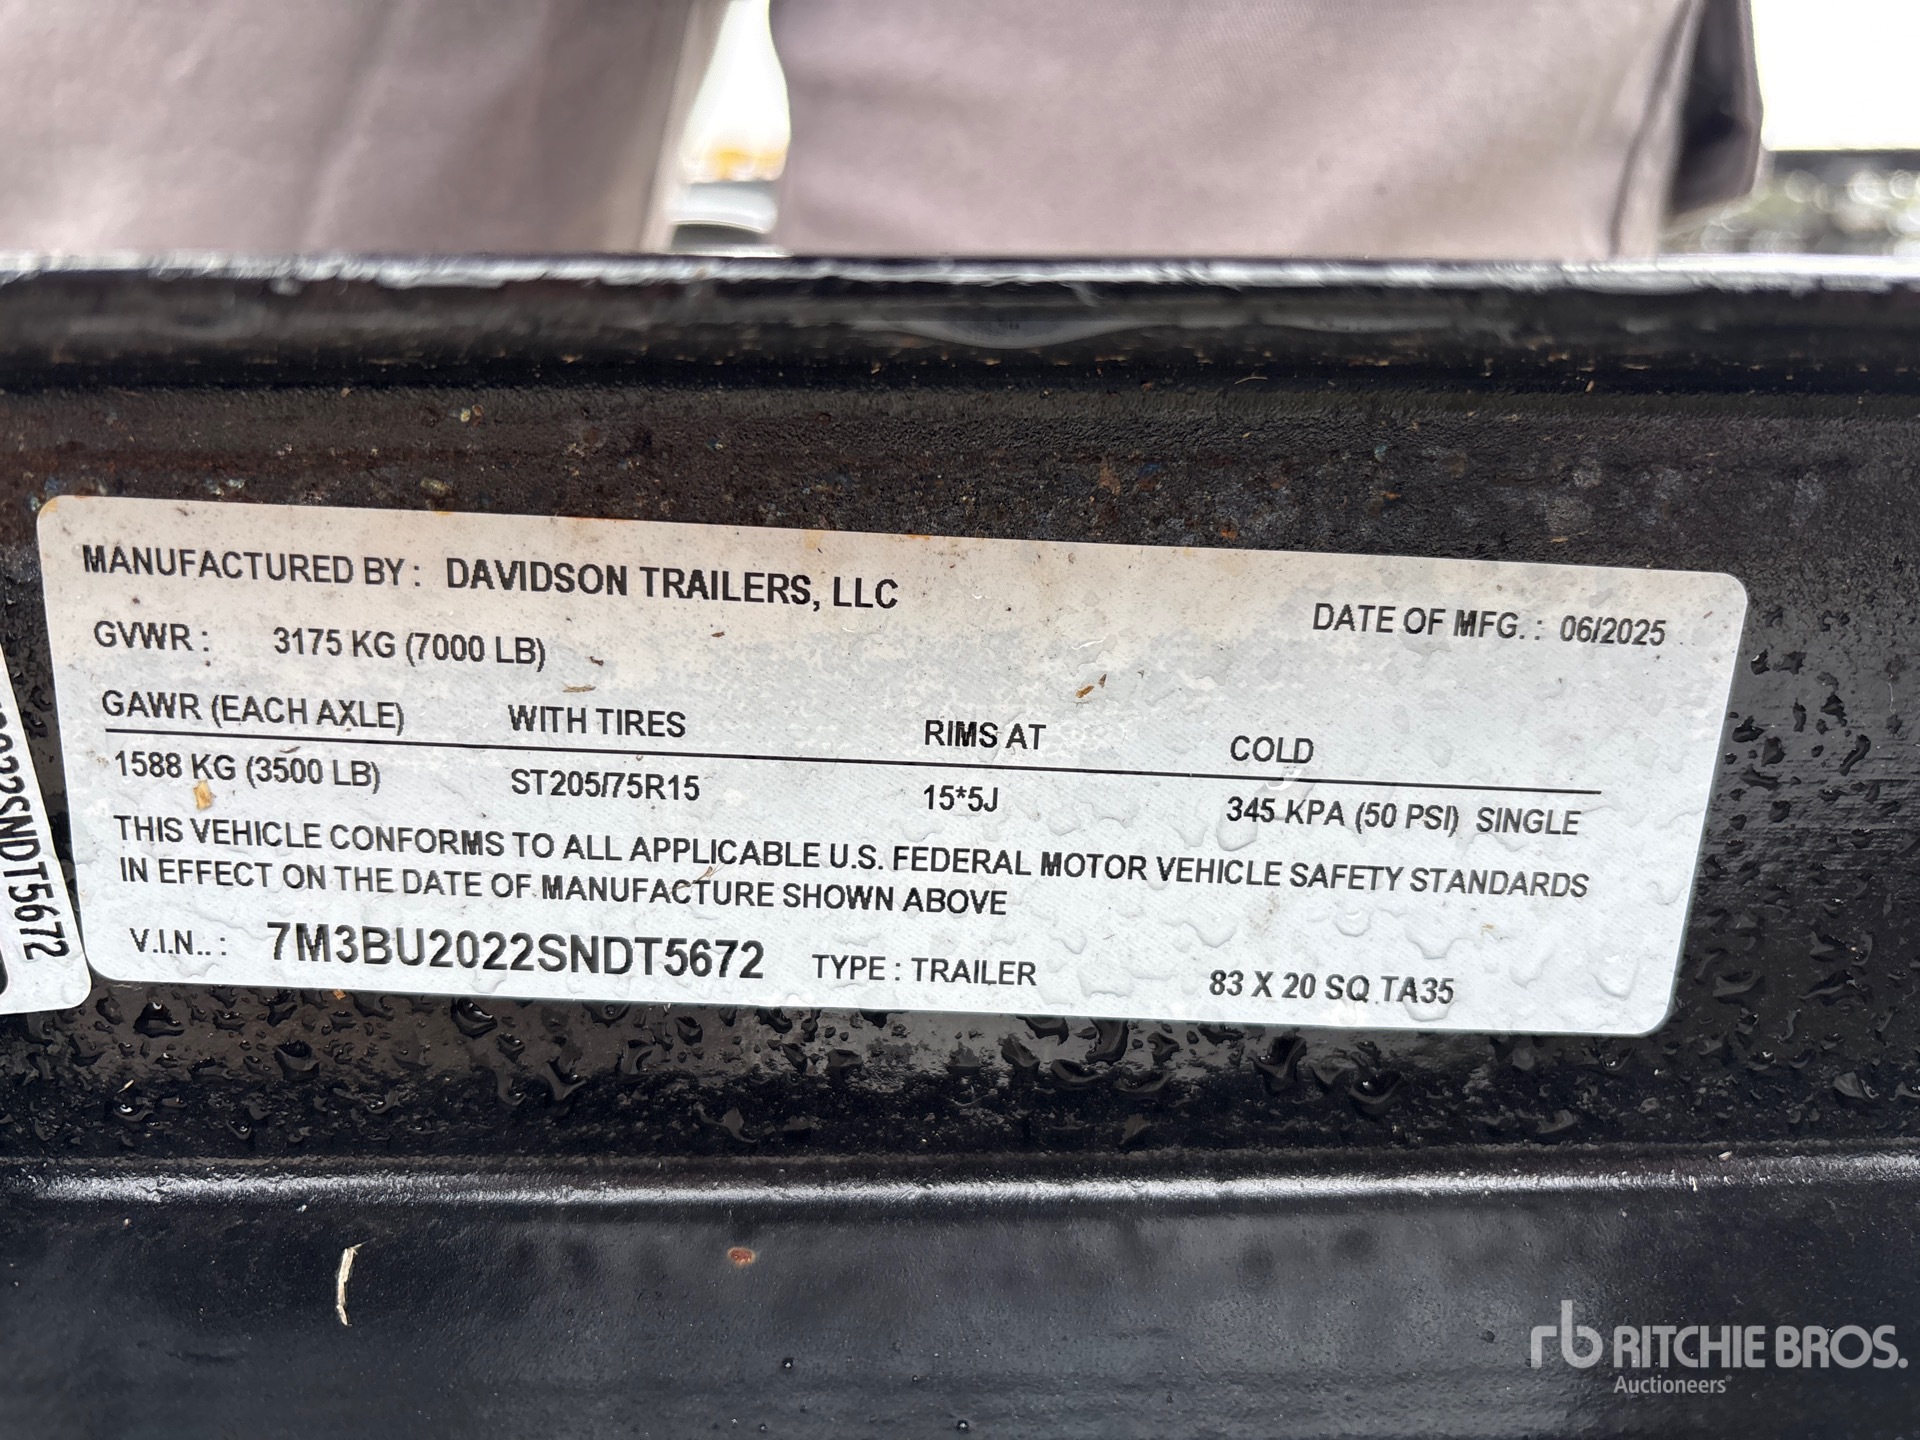 MANUFACTURED BY: DAVIDSON TRAILERS, LLC
DATE OF MFG. : 06/2025
GVWR : 3175 KG (7000 LB)
GAWR (EACH AXLE) WITH TIRES RIMS AT COLD
1588 KG (3500 LB) ST205/75R15 15*5J 345 KPA (50 PSI) SINGLE
THIS VEHICLE CONFORMS TO ALL APPLICABLE U.S. FEDERAL MOTOR VEHICLE SAFETY STANDARDS
IN EFFECT ON THE DATE OF MANUFACTURE SHOWN ABOVE
V.I.N.. : 7M3BU2022SNDT5672 TYPE : TRAILER 83 X 20 SQ TA35
22SNDT5672
rb RITCHIE BROS.
Auctioneers